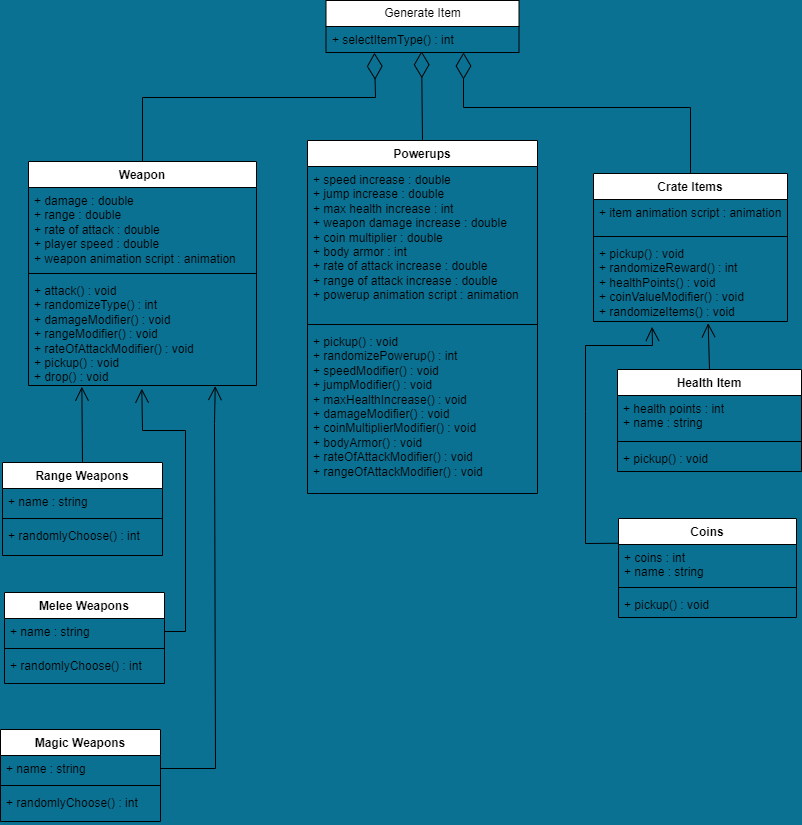 Generate Item
+ selectItemType() : int
Weapon
+ damage : double
+ range : double
+ rate of attack : double
+ player speed : double
+ weapon animation script : animation
+ attack() : void
+ randomizeType() : int
+ damageModifier() : void
+ rangeModifier() : void
+ rateOfAttackModifier() : void
+ pickup() : void
+ drop() : void
Powerups
+ speed increase : double
+ jump increase : double
+ max health increase : int
+ weapon damage increase : double
+ coin multiplier : double
+ body armor : int
+ rate of attack increase : double
+ range of attack increase : double
+ powerup animation script : animation
+ pickup() : void
+ randomizePowerup() : int
+ speedModifier() : void
+ jumpModifier() : void
+ maxHealthIncrease() : void
+ damageModifier() : void
+ coinMultiplierModifier() : void
+ bodyArmor() : void
+ rateOfAttackModifier() : void
+ rangeOfAttackModifier() : void
Crate Items
+ item animation script : animation
+ pickup() : void
+ randomizeReward() : int
+ healthPoints() : void
+ coinValueModifier() : void
+ randomizeItems() : void
Health Item
+ health points : int
+ name : string
+ pickup() : void
Coins
+ coins : int
+ name : string
+ pickup() : void
Range Weapons
+ name : string
+ randomlyChoose() : int
Melee Weapons
+ name : string
+ randomlyChoose() : int
Magic Weapons
+ name : string
+ randomlyChoose() : int